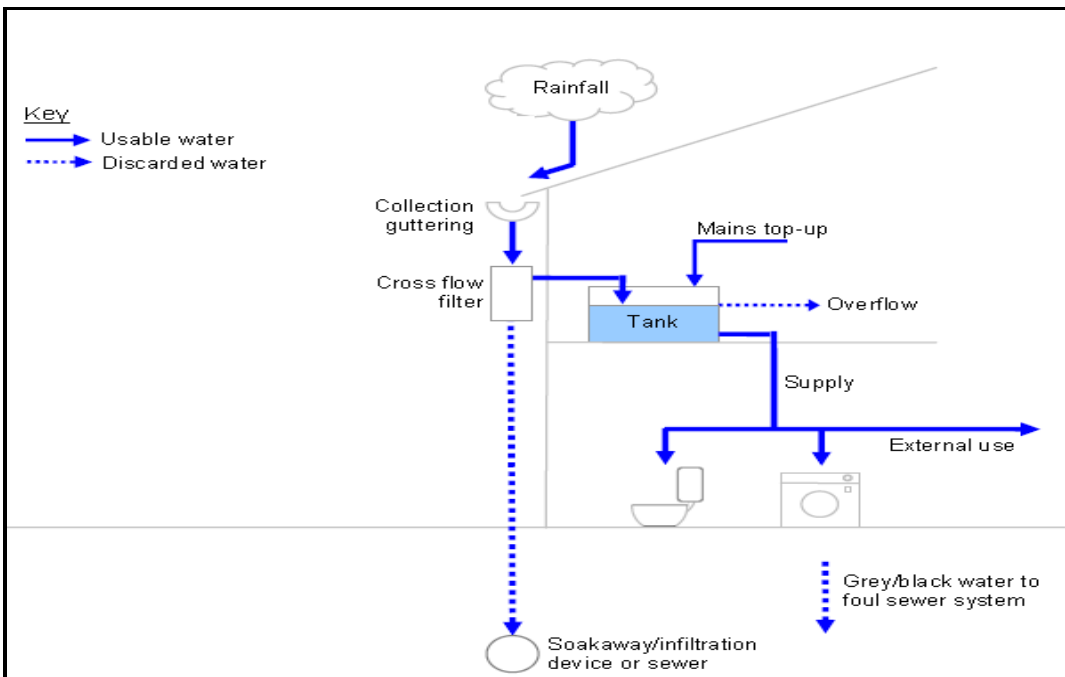 Rainfall
Key
Usable water
Discarded water
Collection
guttering
Mains top-up
Cross flow
filter
Overflow
Tank
Supply
External use
Grey/black water to
foul sewer system
Soakaway/infiltration
device or sewer